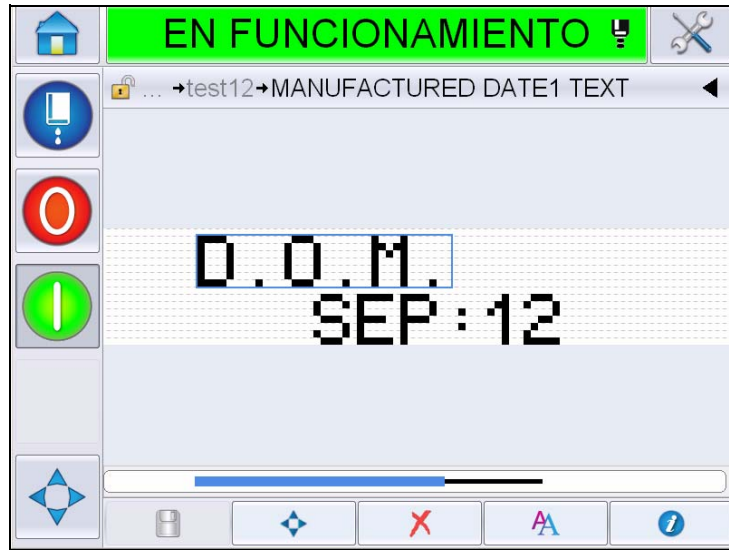 EN FUNCIONAMIENTO
... →test12→MANUFACTURED DATE1 TEXT
D.O.M.
SEP:12